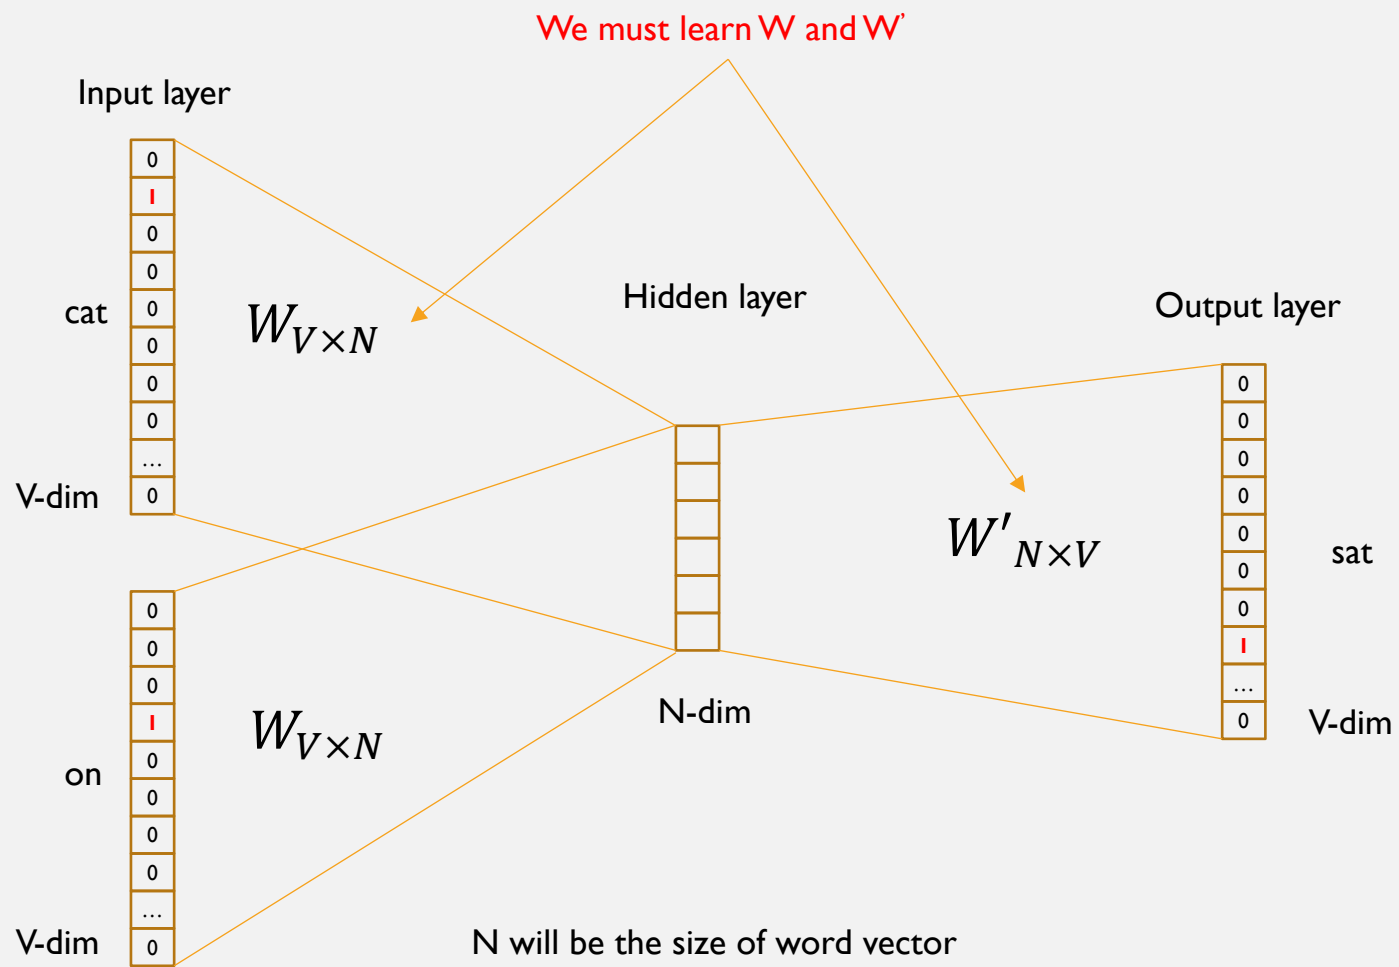 We must learn W and W'
Input layer
0
1
0
0
0
0
0
0
...
0
cat
V-dim
W_{V×N}
0
0
0
1
0
0
0
0
...
0
on
V-dim
W_{V×N}
Hidden layer
N-dim
W'_{N×V}
Output layer
0
0
0
0
0
0
0
1
...
0
sat
V-dim
N will be the size of word vector